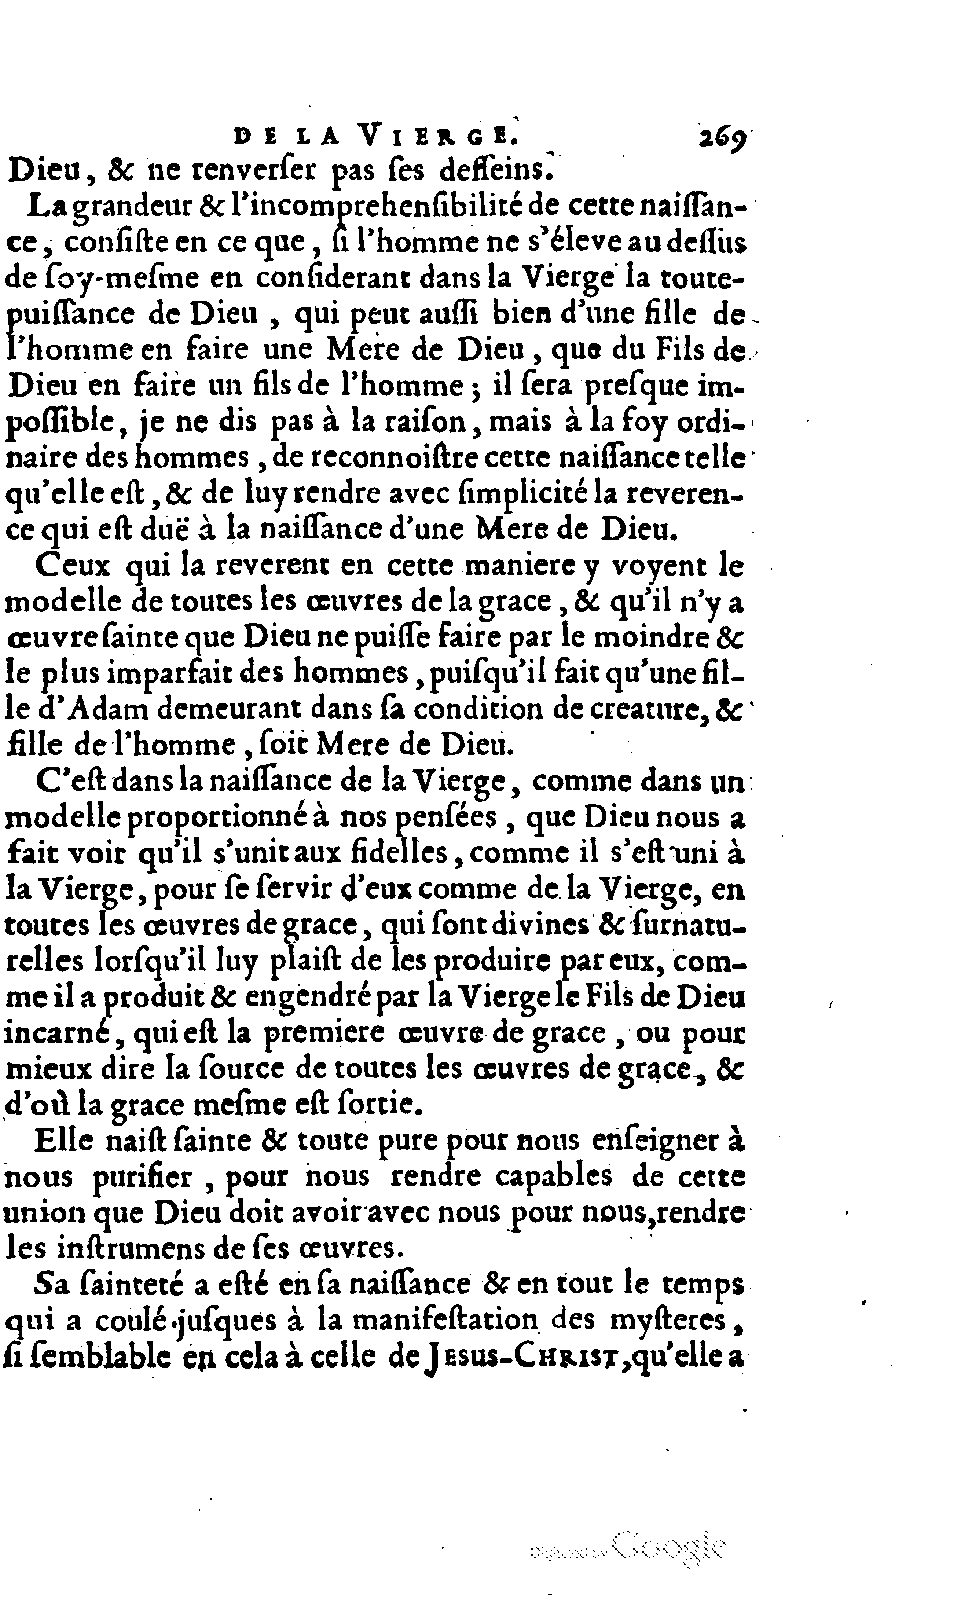 DE LA VIERGE. 269
Dieu, & ne renverſer pas ſes deſſeins.
La grandeur & l'incomprehenſibilité de cette naiſſan-
ce, conſiſte en ce que, ſi l'homme ne s'éleve au deſſus
de ſoy-meſme en conſiderant dans la Vierge la toute-
puiſſance de Dieu, qui peut auſſi bien d'une fille de
l'homme en faire une Mere de Dieu, que du Fils de
Dieu en faire un fils de l'homme; il ſera preſque im-
poſſible, je ne dis pas à la raiſon, mais à la foy ordi-
naire des hommes, de reconnoiſtre cette naiſſance telle
qu'elle eſt, & de luy rendre avec ſimplicité la reveren-
ce qui eſt duë à la naiſſance d'une Mere de Dieu.
Ceux qui la reverent en cette maniere y voyent le
modelle de toutes les œuvres de la grace, & qu'il n'y a
œuvre ſainte que Dieu ne puiſſe faire par le moindre &
le plus imparfait des hommes, puiſqu'il fait qu'une fil-
le d'Adam demeurant dans ſa condition de creature, &
fille de l'homme, ſoit Mere de Dieu.
C'eſt dans la naiſſance de la Vierge, comme dans un
modelle proportionné à nos penſées, que Dieu nous a
fait voir qu'il s'unit aux fidelles, comme il s'eſt uni à
la Vierge, pour ſe ſervir d'eux comme de la Vierge, en
toutes les œuvres de grace, qui ſont divines & ſurnatu-
relles lorſqu'il luy plaiſt de les produire par eux, com-
me il a produit & engendré par la Vierge le Fils de Dieu
incarné, qui eſt la premiere œuvre de grace, ou pour
mieux dire la ſource de toutes les œuvres de grace, &
d'où la grace meſme eſt ſortie.
Elle naiſt ſainte & toute pure pour nous enſeigner à
nous purifier, pour nous rendre capables de cette
union que Dieu doit avoir avec nous pour nous rendre
les inſtrumens de ſes œuvres.
Sa ſainteté a eſté en ſa naiſſance & en tout le temps
qui a coulé juſques à la manifeſtation des myſteres,
ſi ſemblable en cela à celle de JESUS-CHRIST, qu'elle a
Google